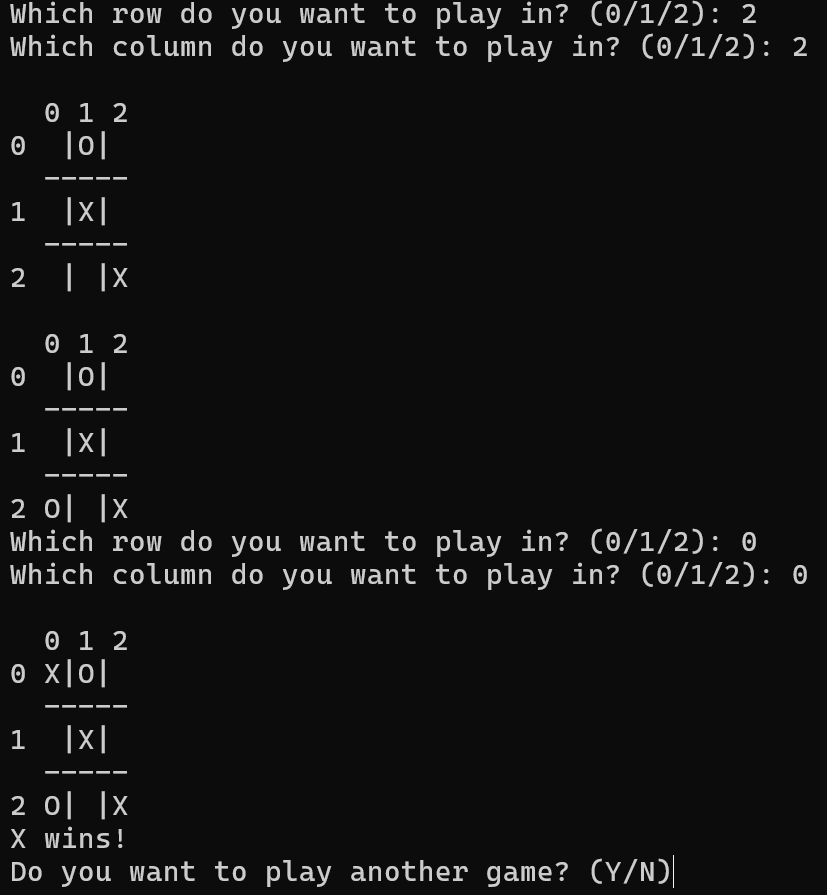 Which row do you want to play in? (0/1/2): 2
Which column do you want to play in? (0/1/2): 2

  0 1 2
0  |O|
  -----
1  |X|
  -----
2  | |X

  0 1 2
0  |O|
  -----
1  |X|
  -----
2 O| |X
Which row do you want to play in? (0/1/2): 0
Which column do you want to play in? (0/1/2): 0

  0 1 2
0 X|O|
  -----
1  |X|
  -----
2 O| |X
X wins!
Do you want to play another game? (Y/N)